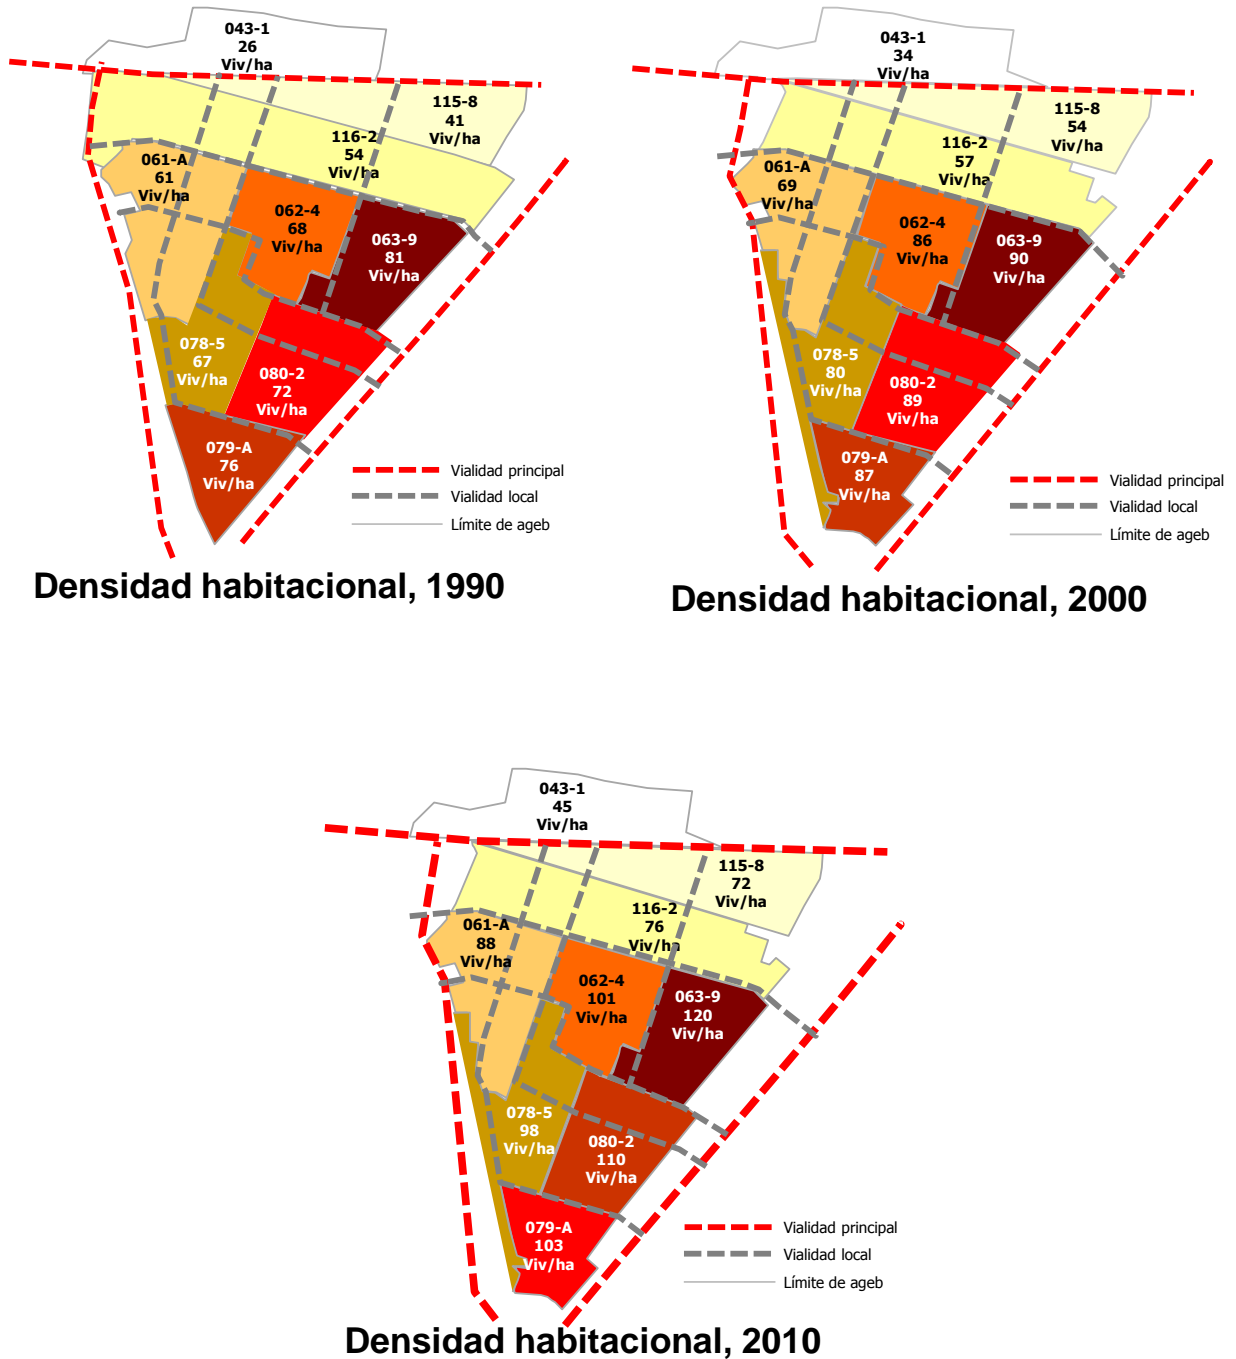 043-1
26
Viv/ha
115-8
41
Viv/ha
116-2
54
Viv/ha
061-A
61
Viv/ha
062-4
68
Viv/ha
063-9
81
Viv/ha
078-5
67
Viv/ha
080-2
72
Viv/ha
079-A
76
Viv/ha
Vialidad principal
Vialidad local
Límite de ageb
Densidad habitacional, 1990
043-1
34
Viv/ha
115-8
54
Viv/ha
116-2
57
Viv/ha
061-A
69
Viv/ha
062-4
86
Viv/ha
063-9
90
Viv/ha
078-5
80
Viv/ha
080-2
89
Viv/ha
079-A
87
Viv/ha
Vialidad principal
Vialidad local
Límite de ageb
Densidad habitacional, 2000
043-1
45
Viv/ha
115-8
72
Viv/ha
116-2
76
Viv/ha
061-A
88
Viv/ha
062-4
101
Viv/ha
063-9
120
Viv/ha
078-5
98
Viv/ha
080-2
110
Viv/ha
079-A
103
Viv/ha
Vialidad principal
Vialidad local
Límite de ageb
Densidad habitacional, 2010